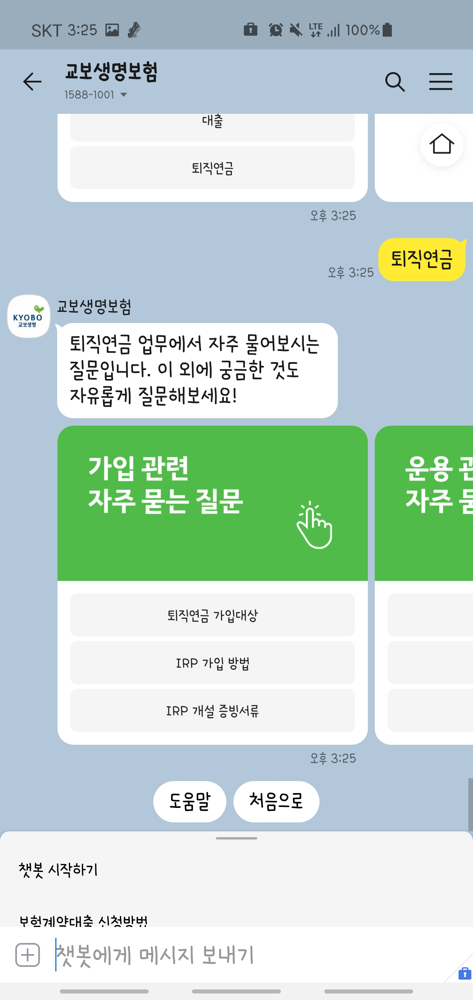 SKT 3:25 LTE 100%
교보생명보험
1588-1001
대출
퇴직연금
오후 3:25
퇴직연금
오후 3:25
KYOBO
교보생명
교보생명보험
퇴직연금 업무에서 자주 물어보시는
질문입니다. 이 외에 궁금한 것도
자유롭게 질문해보세요!
가입 관련
자주 묻는 질문
운용
자주
퇴직연금 가입대상
IRP 가입 방법
IRP 개설 증빙서류
오후 3:25
도움말
처음으로
챗봇 시작하기
보험계약대출 신청방법
챗봇에게 메시지 보내기